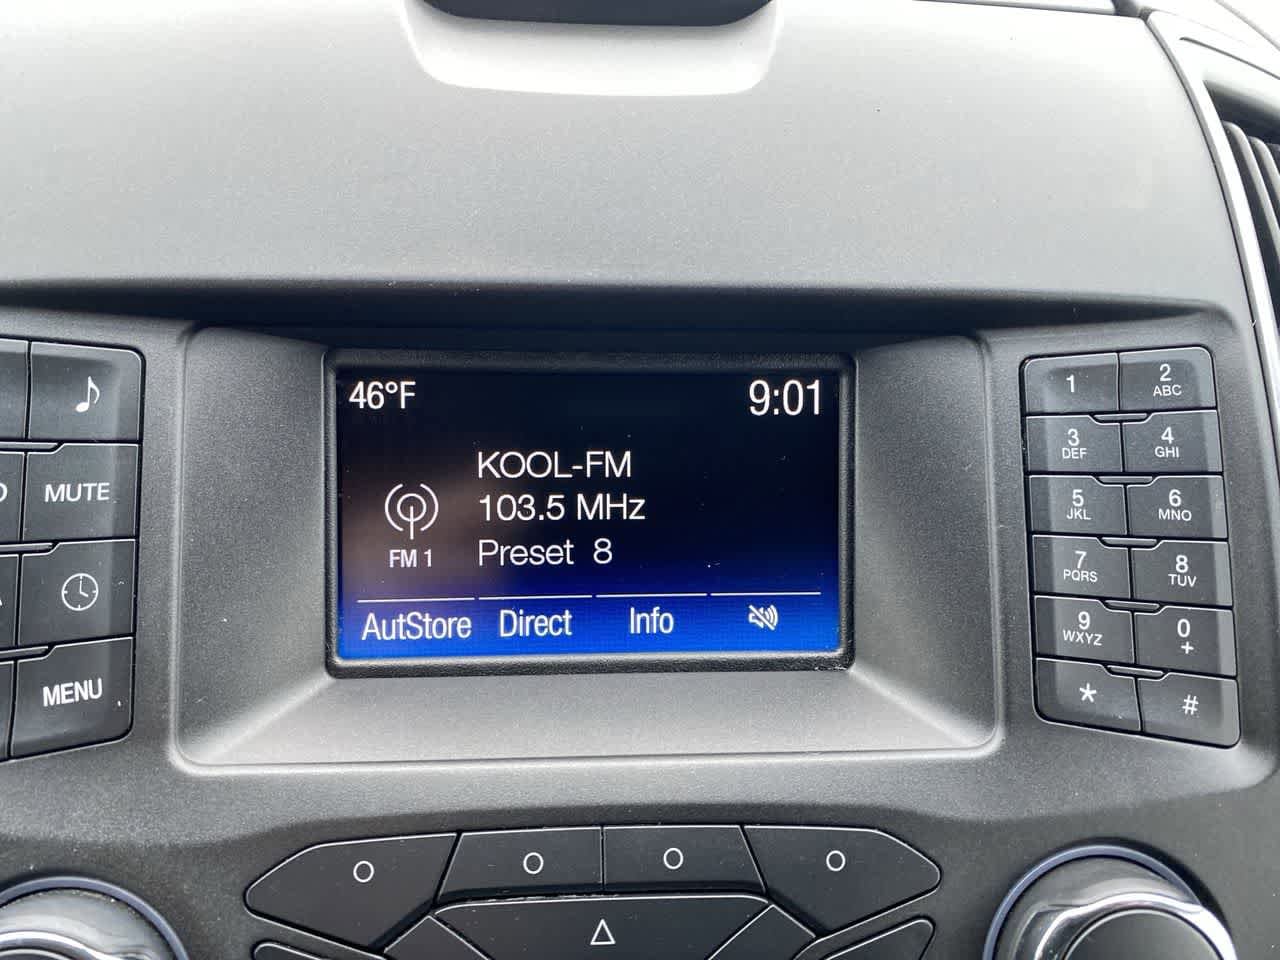 46°F
9:01
KOOL-FM
103.5 MHz
FM 1
Preset 8
AutStore
Direct
Info
MUTE
MENU
1
2
ABC
3
DEF
4
GHI
5
JKL
6
MNO
7
PQRS
8
TUV
9
WXYZ
0
+
*
#